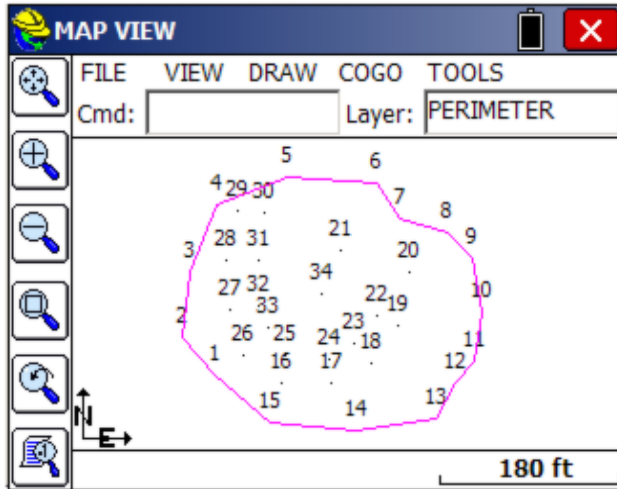 MAP VIEW
FILE VIEW DRAW COGO TOOLS
Cmd: Layer: PERIMETER
5 6
4 29 30
7
8
21
28 31
9
3 20
34
27 32
10
22 19
33
2 23
26 25 24 18 11
1 16 17 12
15 14 13
N
E
180 ft